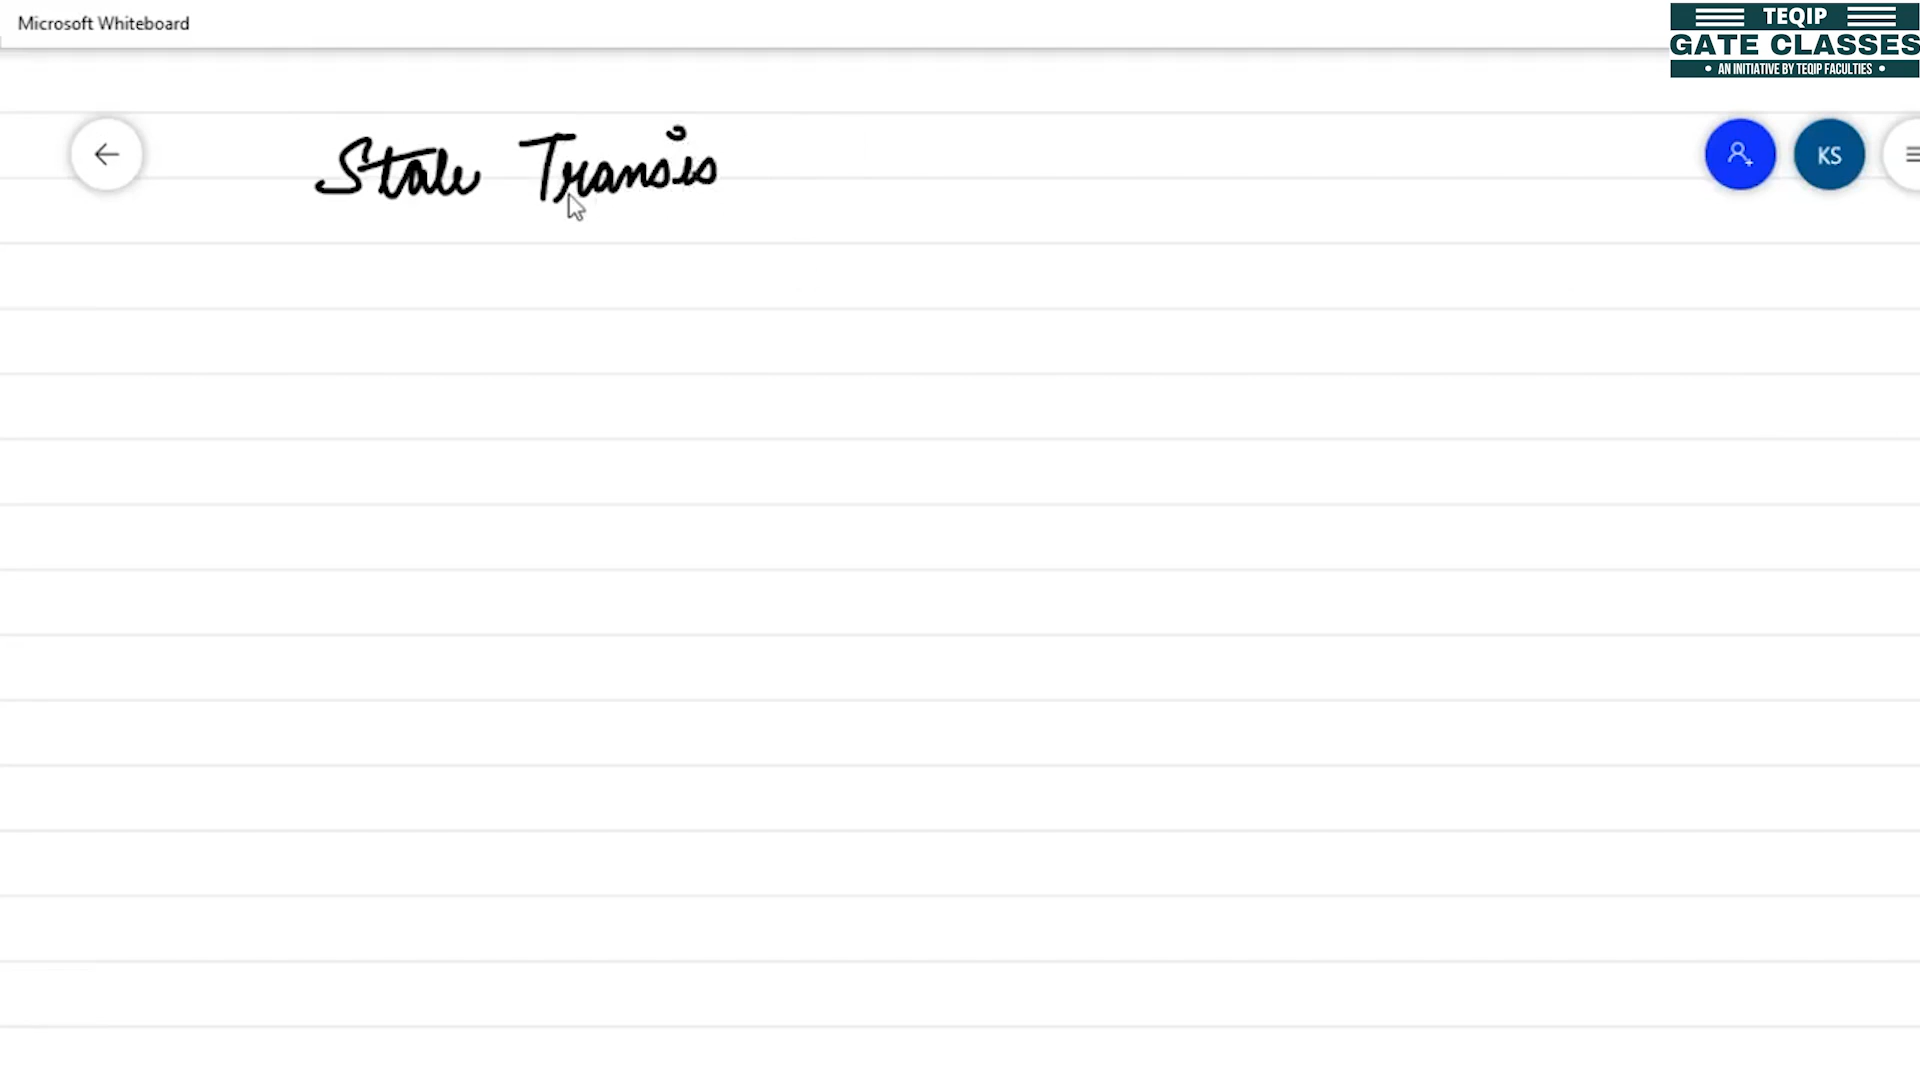 Microsoft Whiteboard
TEQIP
GATE CLASSES
• AN INITIATIVE BY TEQIP FACULTIES •
State Transis
KS